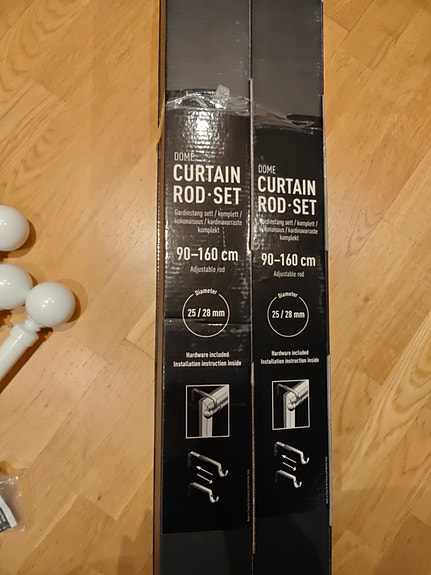 DOME
CURTAIN
ROD·SET
Gardinstang sett / komplett /
kokonaisuus / kardinavarraste
komplekt
90–160 cm
Adjustable rod
Diameter
25 / 28 mm
Hardware included
Installation instruction inside
DOME
CURTAIN
ROD·SET
Gardinstang sett / komplett /
kokonaisuus / kardinavarraste
komplekt
90–160 cm
Adjustable rod
Diameter
25 / 28 mm
Hardware included
Installation instruction inside